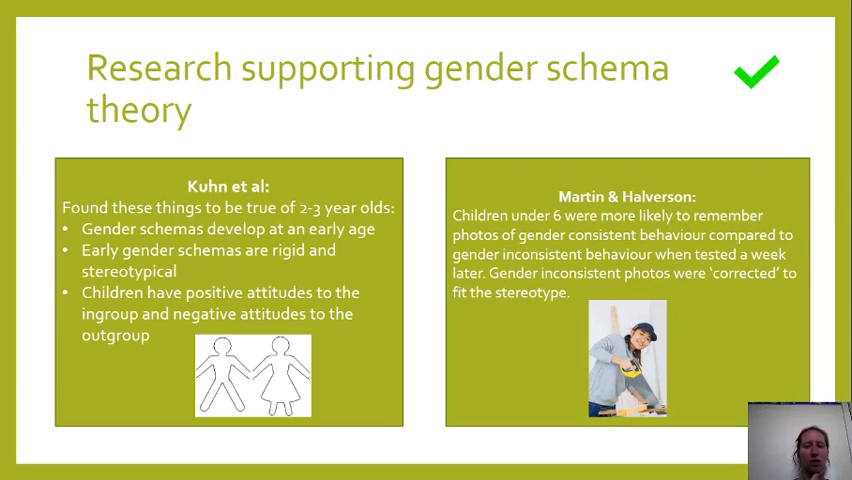 Research supporting gender schema
theory
Kuhn et al:
Found these things to be true of 2-3 year olds:
• Gender schemas develop at an early age
• Early gender schemas are rigid and
stereotypical
• Children have positive attitudes to the
ingroup and negative attitudes to the
outgroup
Martin & Halverson:
Children under 6 were more likely to remember
photos of gender consistent behaviour compared to
gender inconsistent behaviour when tested a week
later. Gender inconsistent photos were ‘corrected’ to
fit the stereotype.